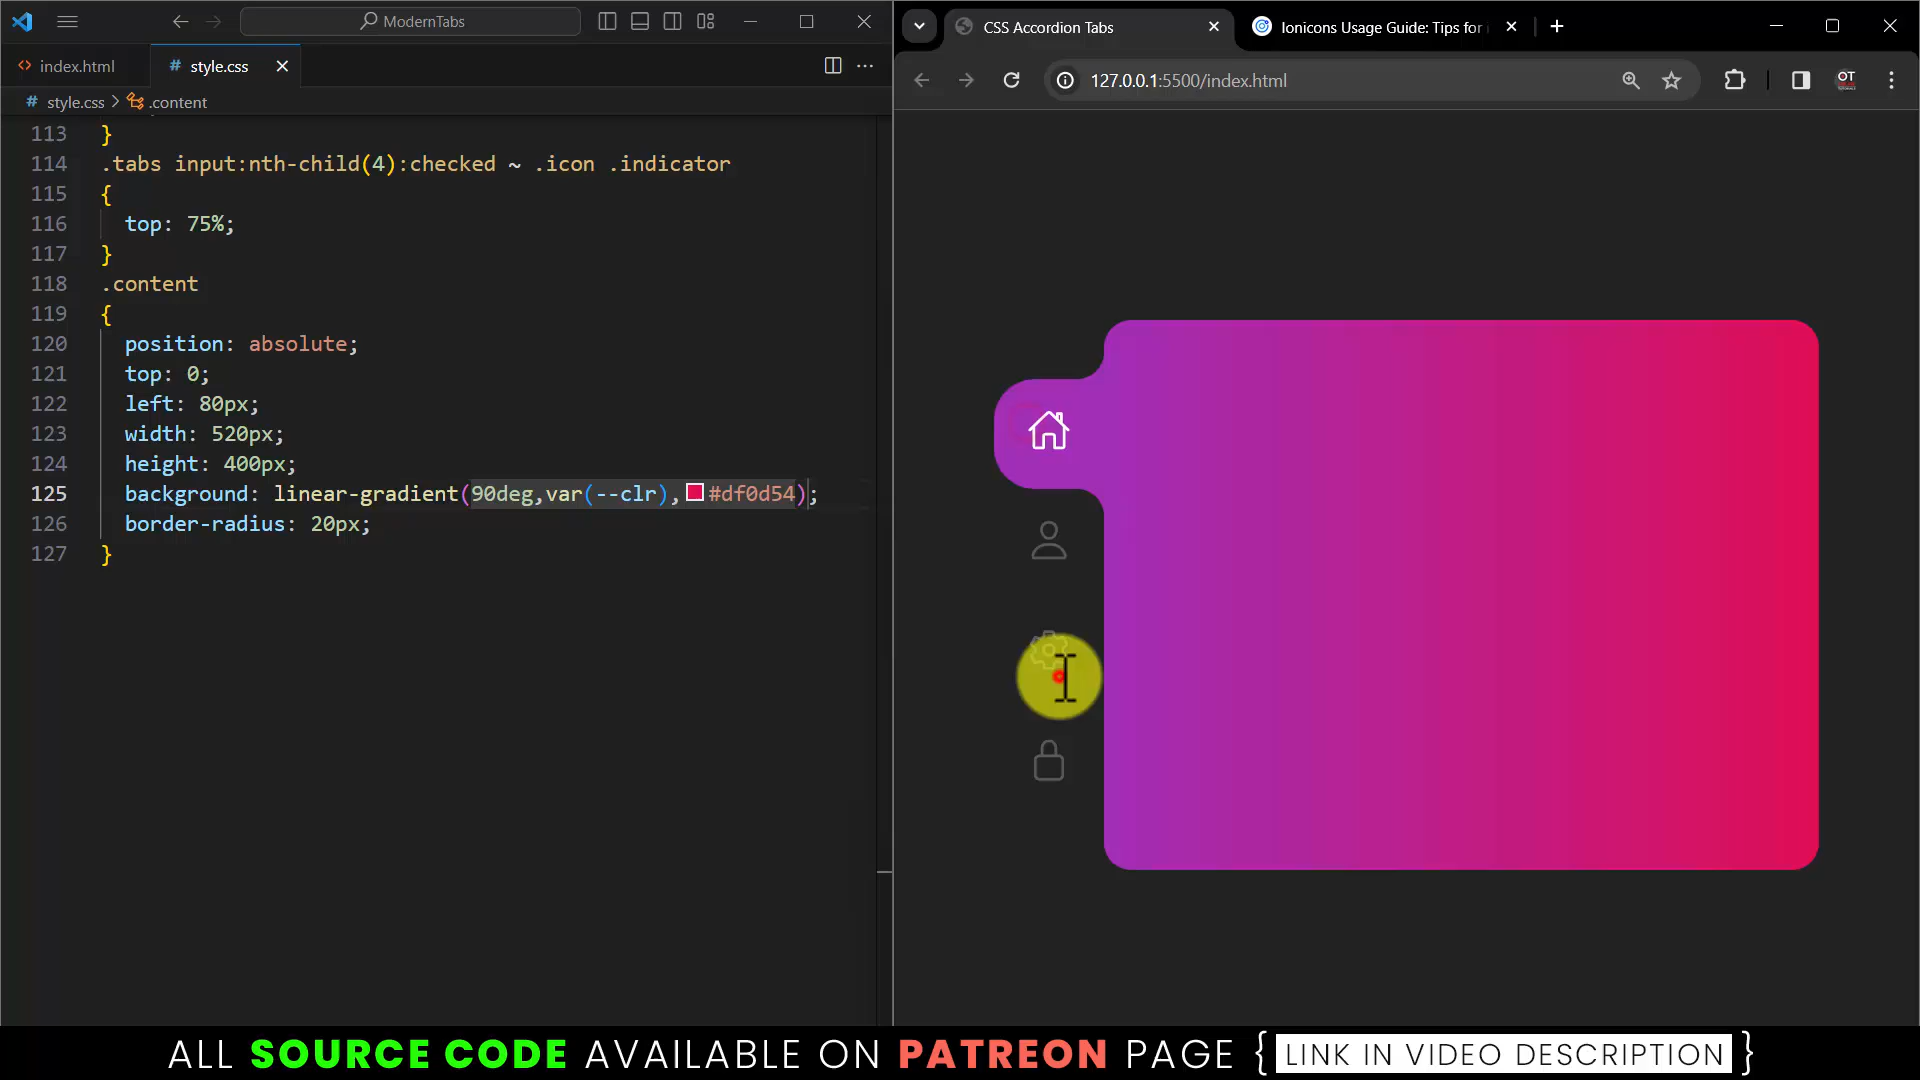 ModernTabs
index.html
# style.css
# style.css > .content
113 }
114 .tabs input:nth-child(4):checked ~ .icon .indicator
115 {
116 top: 75%;
117 }
118 .content
119 {
120 position: absolute;
121 top: 0;
122 left: 80px;
123 width: 520px;
124 height: 400px;
125 background: linear-gradient(90deg,var(--clr),#df0d54);
126 border-radius: 20px;
127 }
CSS Accordion Tabs
Ionicons Usage Guide: Tips for
127.0.0.1:5500/index.html
OT
ALL SOURCE CODE AVAILABLE ON PATREON PAGE { LINK IN VIDEO DESCRIPTION }